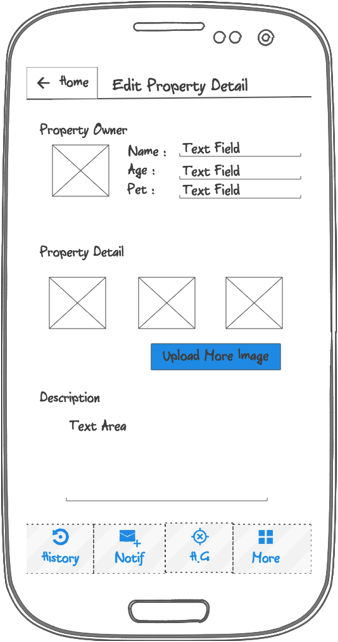 Home
Edit Property Detail
Property Owner
Name : Text Field
Age : Text Field
Pet : Text Field
Property Detail
Upload More Image
Description
Text Area
History Notif H.G More